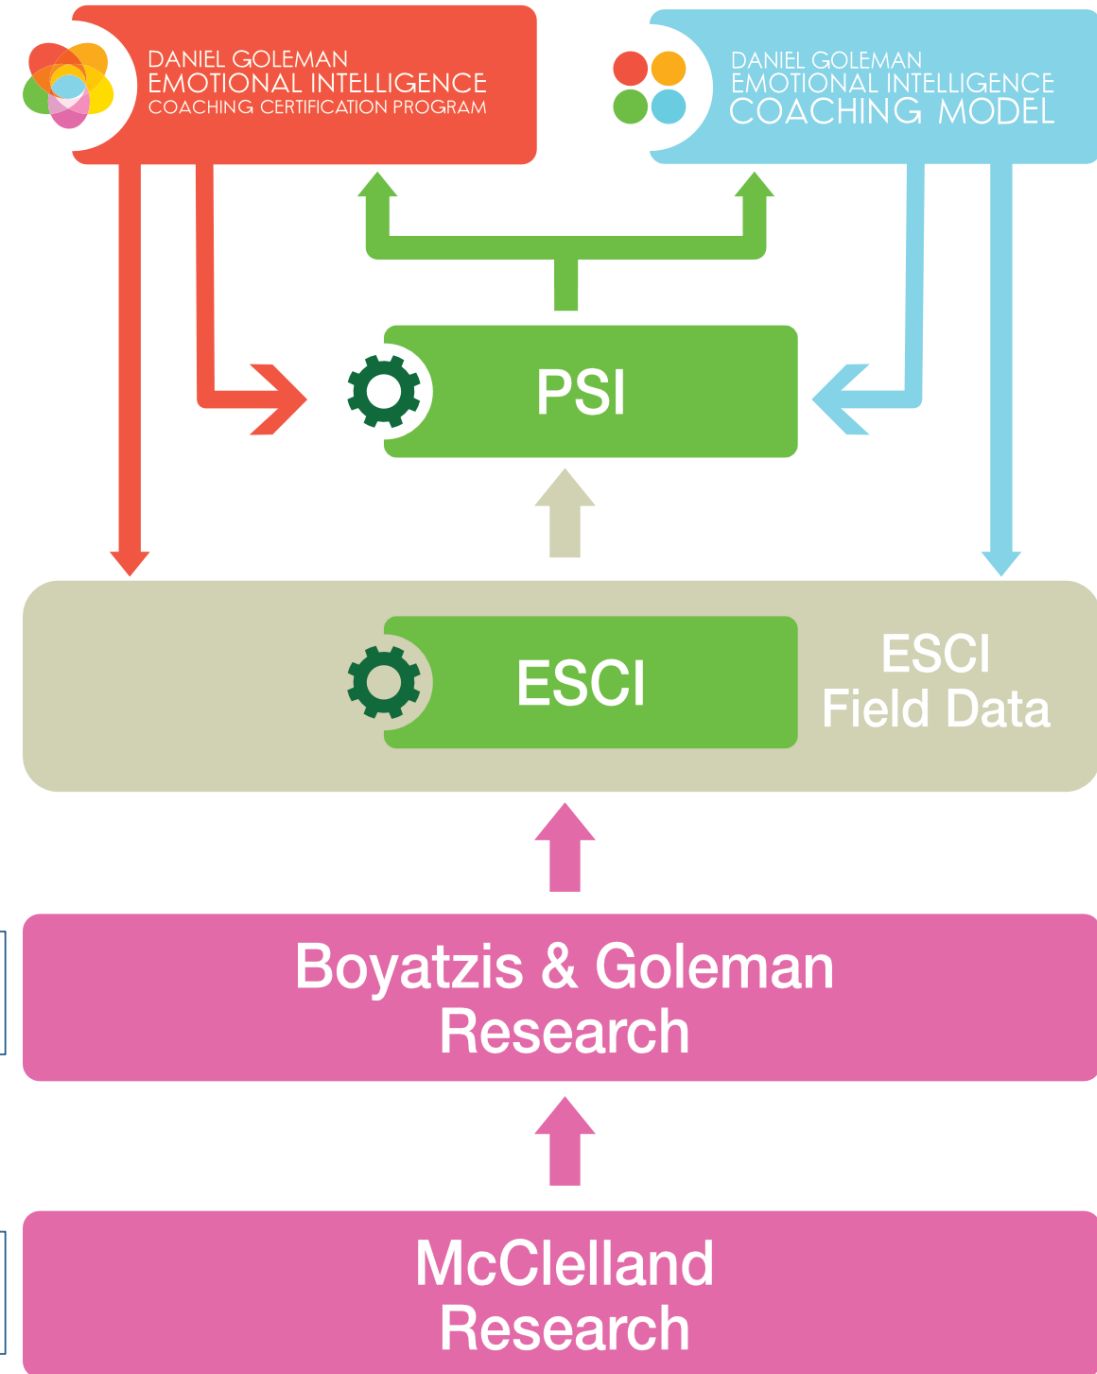 DANIEL GOLEMAN
EMOTIONAL INTELLIGENCE
COACHING CERTIFICATION PROGRAM
DANIEL GOLEMAN
EMOTIONAL INTELLIGENCE
COACHING MODEL
PSI
ESCI
ESCI
Field Data
Boyatzis & Goleman
Research
McClelland
Research